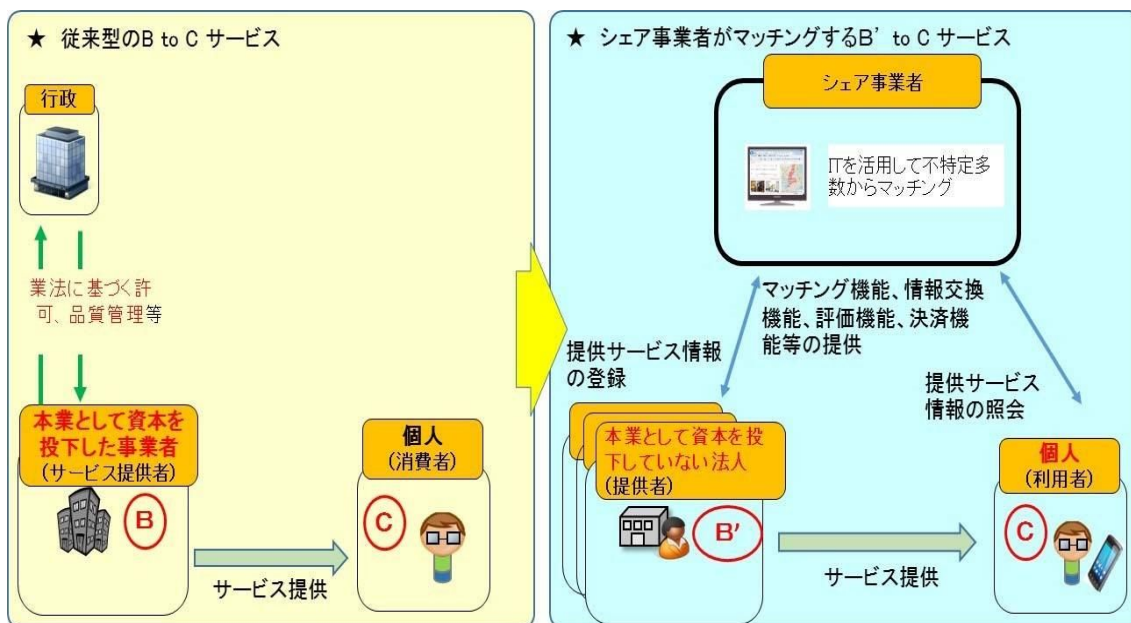 ★ 従来型のB to C サービス
行政
業法に基づく許
可、品質管理等
本業として資本を
投下した事業者
(サービス提供者)
B
個人
(消費者)
C
サービス提供
★ シェア事業者がマッチングするB' to C サービス
シェア事業者
ITを活用して不特定多
数からマッチング
マッチング機能、情報交換
機能、評価機能、決済機
能等の提供
提供サービス情報
の登録
提供サービス
情報の照会
本業として資本を投
下していない法人
(提供者)
B'
個人
(利用者)
C
サービス提供